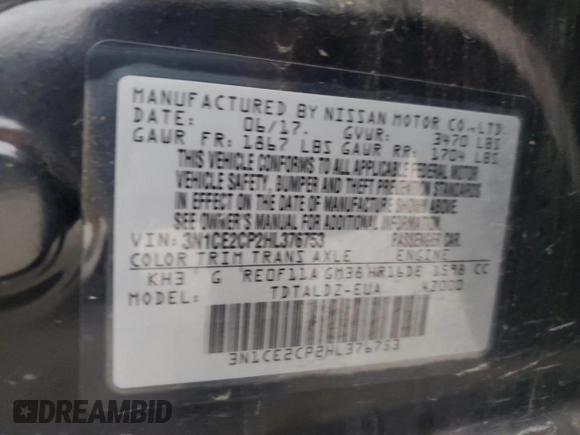 MANUFACTURED BY NISSAN MOTOR CO.,LTD.
DATE: 06/17. GVWR: 3470 LBS
GAWR FR: 1867 LBS GAWR RR: 1704 LBS
THIS VEHICLE CONFORMS TO ALL APPLICABLE FEDERAL MOTOR
VEHICLE SAFETY, BUMPER AND THEFT PREVENTION STANDARDS
IN EFFECT ON THE DATE OF MANUFACTURE SHOWN ABOVE.
SEE OWNER'S MANUAL FOR ADDITIONAL INFORMATION.
VIN: 3N1CE2CP2HL376753 PASSENGER CAR.
COLOR TRIM TRANS AXLE ENGINE
KH3 G RE0F11A GM38 HR16DE 1598 CC
MODEL: TDTALDZ-EUA 42000
3N1CE2CP2HL376753
DREAMBID